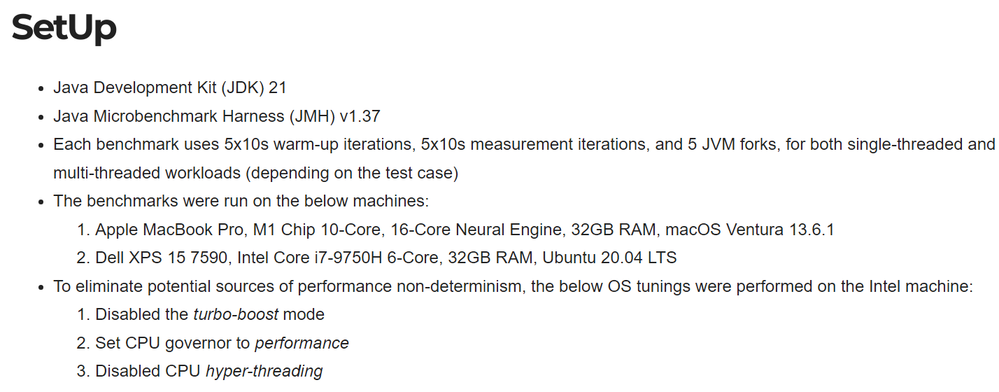 SetUp
• Java Development Kit (JDK) 21
• Java Microbenchmark Harness (JMH) v1.37
• Each benchmark uses 5x10s warm-up iterations, 5x10s measurement iterations, and 5 JVM forks, for both single-threaded and
multi-threaded workloads (depending on the test case)
• The benchmarks were run on the below machines:
1. Apple MacBook Pro, M1 Chip 10-Core, 16-Core Neural Engine, 32GB RAM, macOS Ventura 13.6.1
2. Dell XPS 15 7590, Intel Core i7-9750H 6-Core, 32GB RAM, Ubuntu 20.04 LTS
• To eliminate potential sources of performance non-determinism, the below OS tunings were performed on the Intel machine:
1. Disabled the turbo-boost mode
2. Set CPU governor to performance
3. Disabled CPU hyper-threading